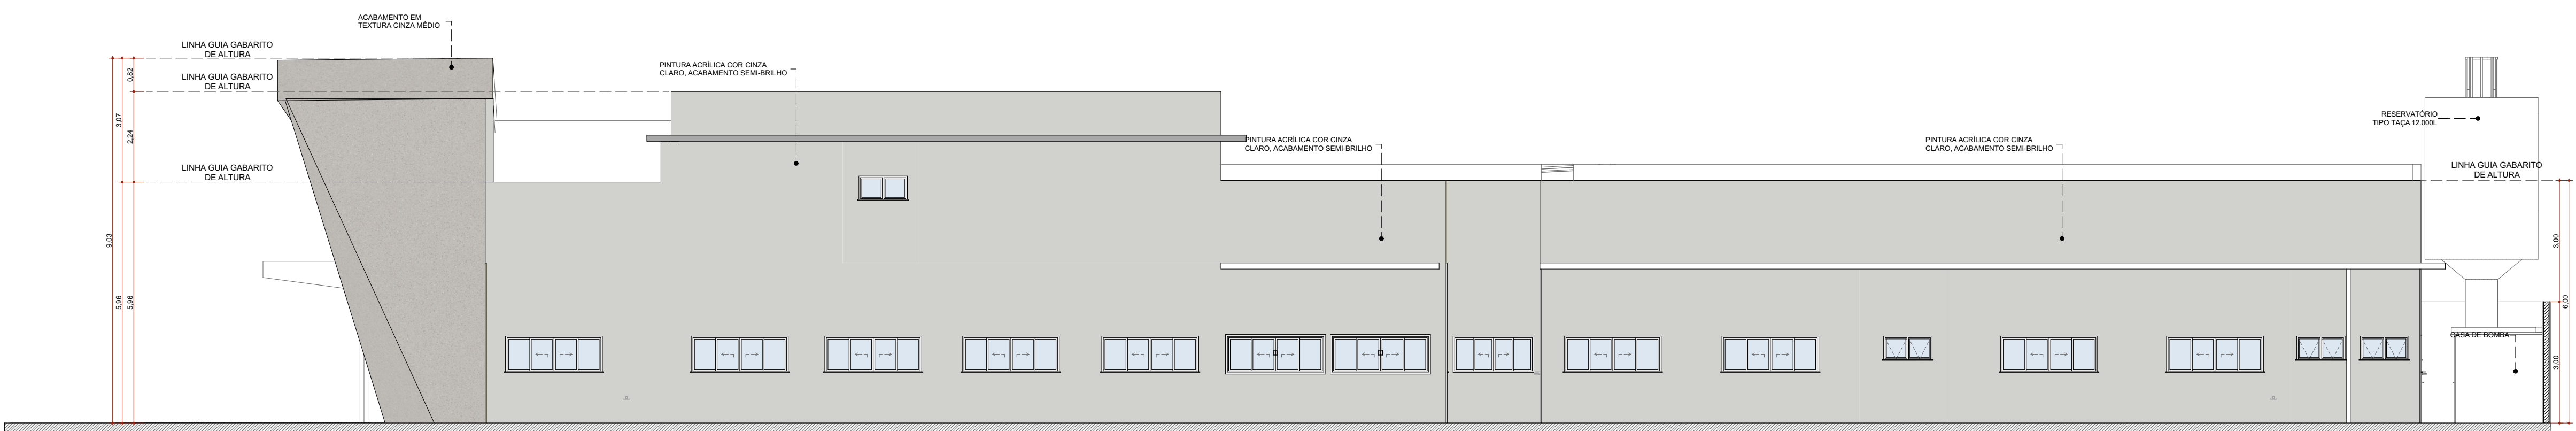 ACABAMENTO EM
TEXTURA CINZA MÉDIO
LINHA GUIA GABARITO
DE ALTURA
LINHA GUIA GABARITO
DE ALTURA
LINHA GUIA GABARITO
DE ALTURA
0,82
3,07
2,24
9,03
5,96
5,96
PINTURA ACRÍLICA COR CINZA
CLARO, ACABAMENTO SEMI-BRILHO
PINTURA ACRÍLICA COR CINZA
CLARO, ACABAMENTO SEMI-BRILHO
PINTURA ACRÍLICA COR CINZA
CLARO, ACABAMENTO SEMI-BRILHO
RESERVATÓRIO
TIPO TAÇA 12.000L
LINHA GUIA GABARITO
DE ALTURA
3,00
6,00
3,00
CASA DE BOMBA